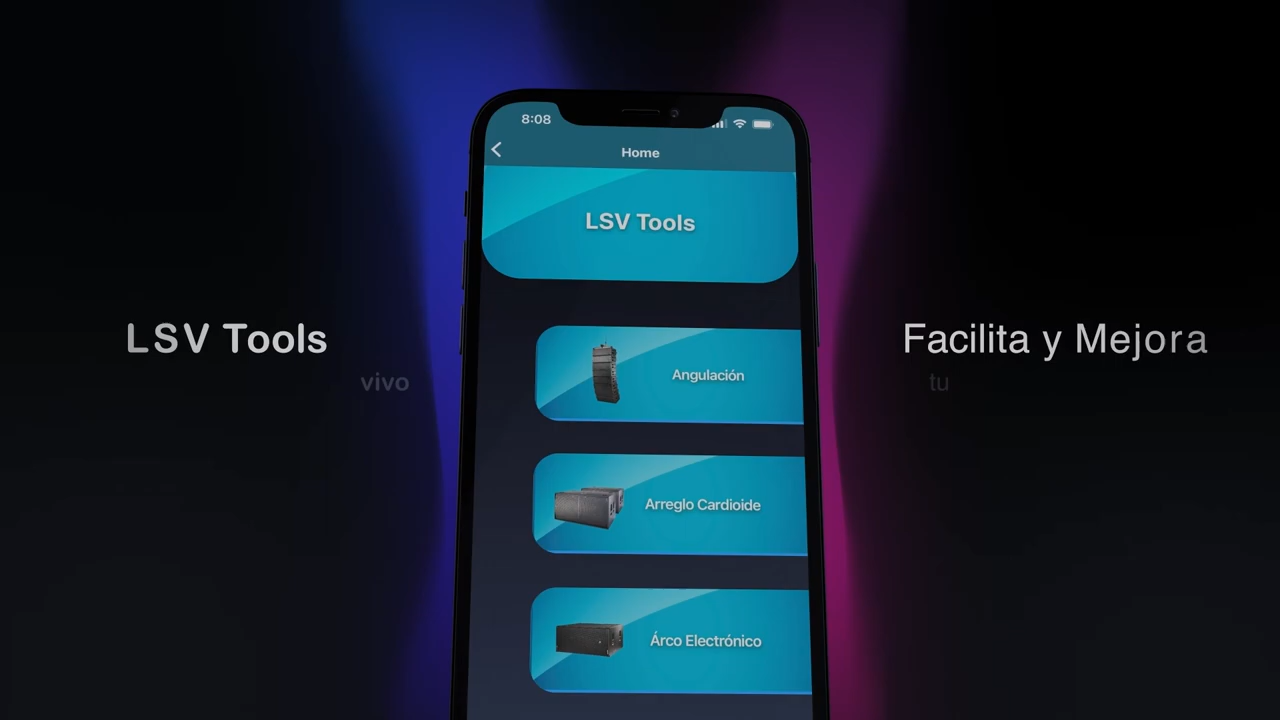 8:08
Home
LSV Tools
Angulación
Arreglo Cardioide
Árco Electrónico
LSV Tools
vivo
Facilita y Mejora
tu